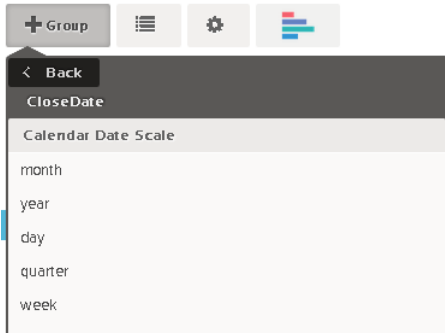 Group
Back
CloseDate
Calendar Date Scale
month
year
day
quarter
week